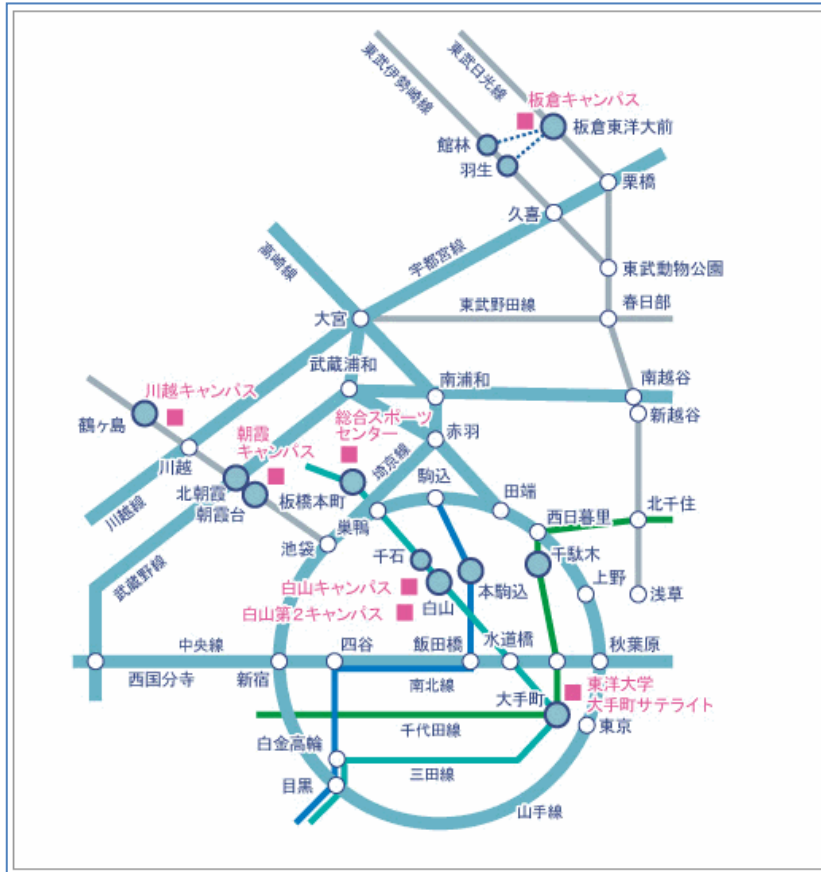 東武伊勢崎線
東武日光線
板倉キャンパス
板倉東洋大前
館林
羽生
栗橋
久喜
宇都宮線
高崎線
東武動物公園
東武野田線
春日部
大宮
武蔵浦和
南浦和
南越谷
新越谷
川越キャンパス
鶴ヶ島
朝霞
キャンパス
総合スポーツ
センター
赤羽
埼京線
川越
北朝霞
朝霞台
板橋本町
駒込
田端
川越線
巣鴨
西日暮里
北千住
池袋
千石
千駄木
武蔵野線
白山キャンパス
白山
本駒込
上野
浅草
白山第2キャンパス
中央線
四谷
飯田橋
水道橋
秋葉原
西国分寺
新宿
南北線
大手町
東洋大学
大手町サテライト
千代田線
東京
白金高輪
三田線
目黒
山手線